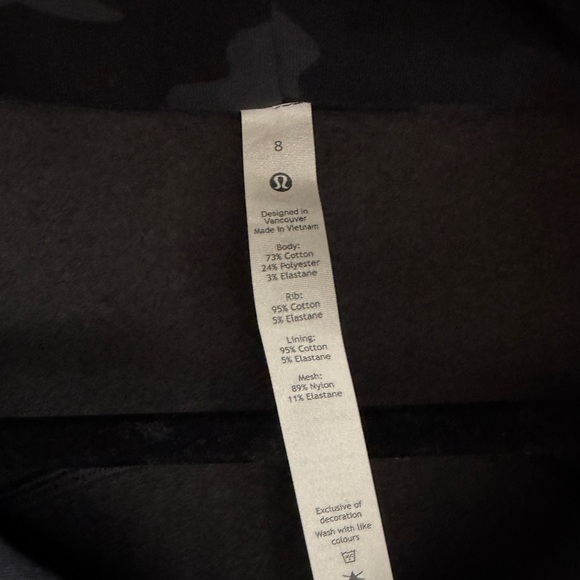 8
Designed in
Vancouver
Made in Vietnam
Body:
73% Cotton
24% Polyester
3% Elastane
Rib:
95% Cotton
5% Elastane
Lining:
95% Cotton
5% Elastane
Mesh:
89% Nylon
11% Elastane
Exclusive of
decoration
Wash with like
colours